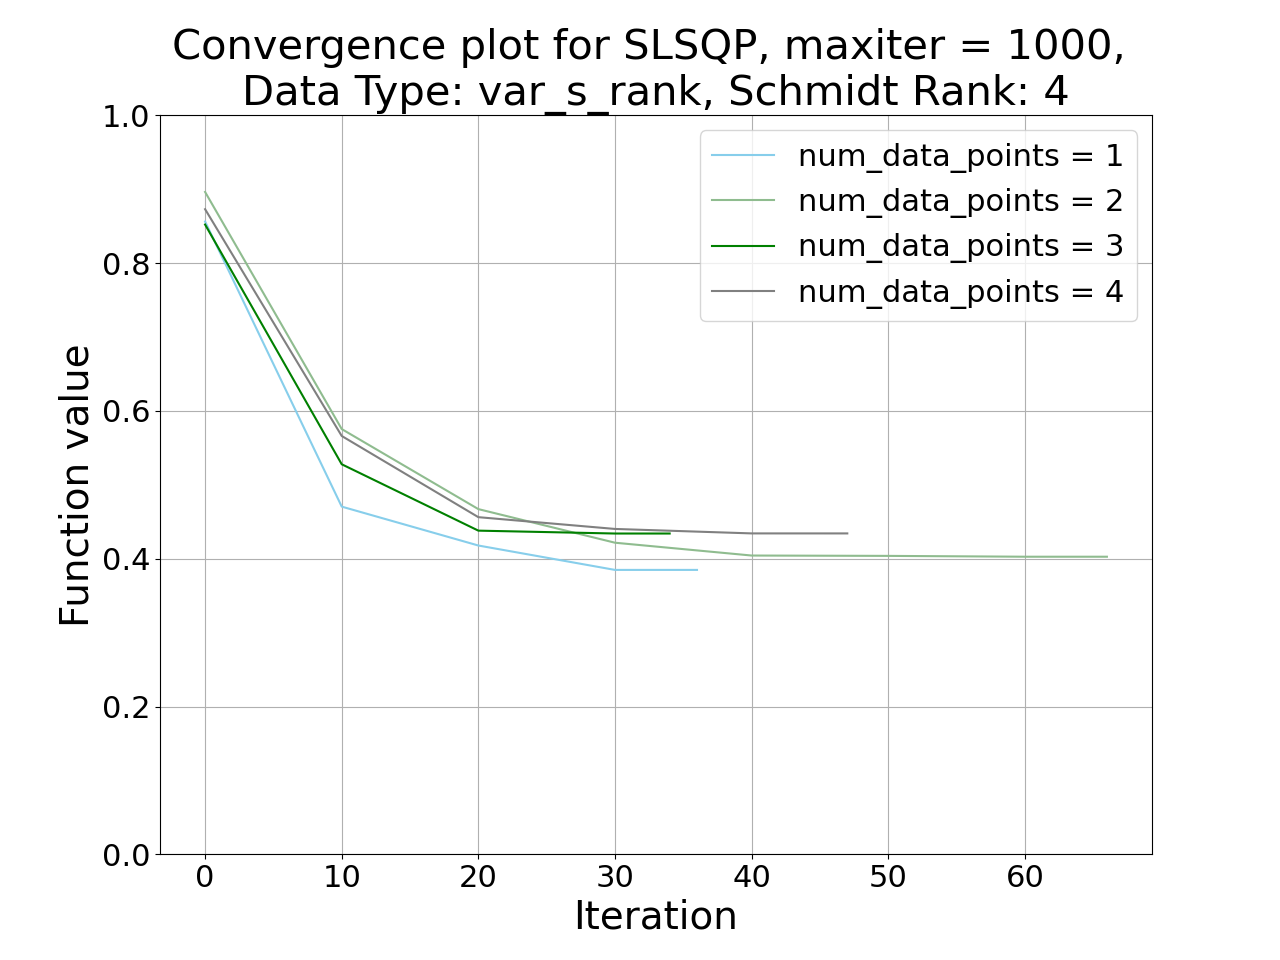 Convergence plot for SLSQP, maxiter = 1000,
Data Type: var_s_rank, Schmidt Rank: 4
num_data_points = 1
num_data_points = 2
num_data_points = 3
num_data_points = 4
Function value
1.0
0.8
0.6
0.4
0.2
0.0
0 10 20 30 40 50 60
Iteration